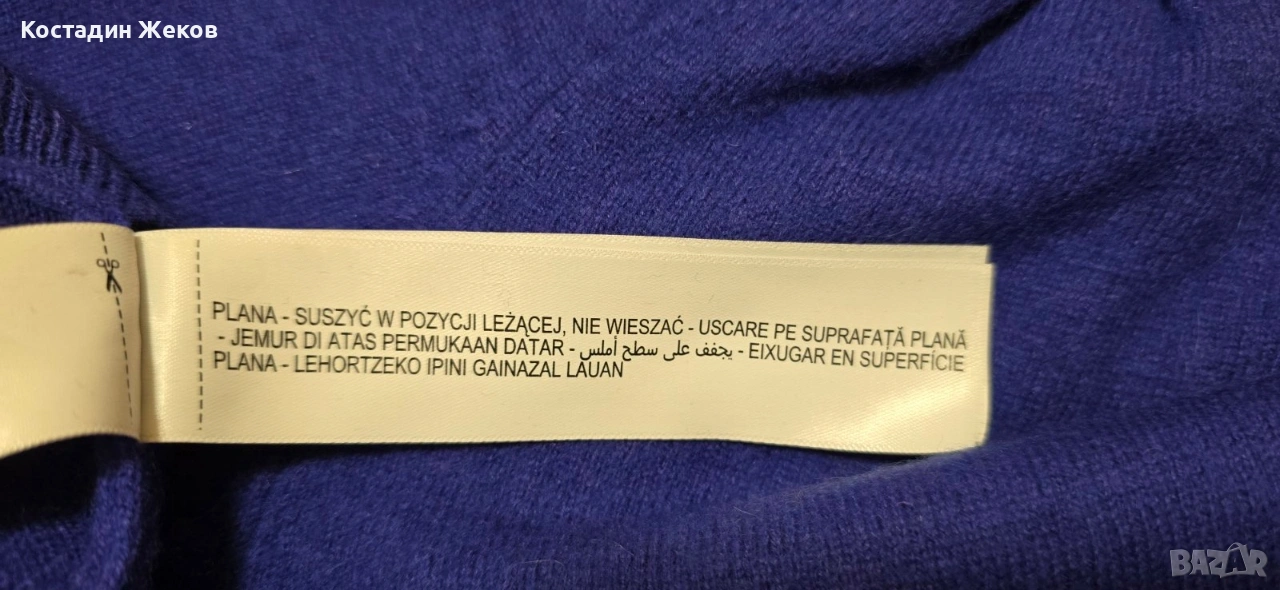 Костадин Жеков
PLANA - SUSZYĆ W POZYCJI LEŻĄCEJ, NIE WIESZAĆ - USCARE PE SUPRAFAȚĂ PLANĂ
- JEMUR DI ATAS PERMUKAAN DATAR - يجفف على سطح أملس - EIXUGAR EN SUPERFÍCIE
PLANA - LEHORTZEKO IPINI GAINAZAL LAUAN
BAZAR